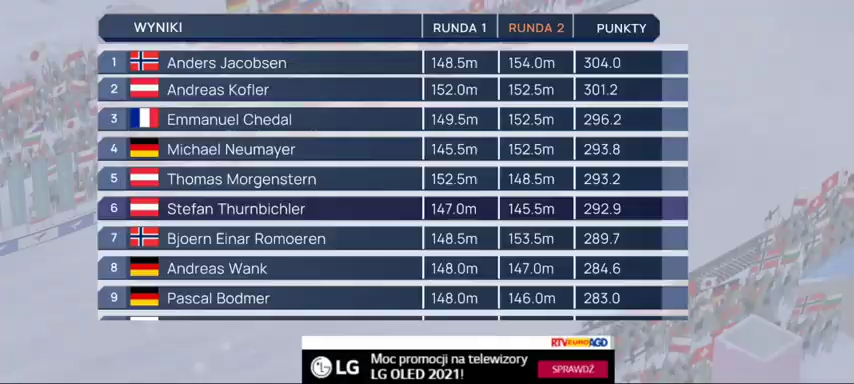 WYNIKI RUNDA 1 RUNDA 2 PUNKTY
1 Anders Jacobsen 148.5m 154.0m 304.0
2 Andreas Kofler 152.0m 152.5m 301.2
3 Emmanuel Chedal 149.5m 152.5m 296.2
4 Michael Neumayer 145.5m 152.5m 293.8
5 Thomas Morgenstern 152.5m 148.5m 293.2
6 Stefan Thurnbichler 147.0m 145.5m 292.9
7 Bjoern Einar Romoeren 148.5m 153.5m 289.7
8 Andreas Wank 148.0m 147.0m 284.6
9 Pascal Bodmer 148.0m 146.0m 283.0
RTV EURO AGD
LG Moc promocji na telewizory
LG OLED 2021!
SPRAWDŹ